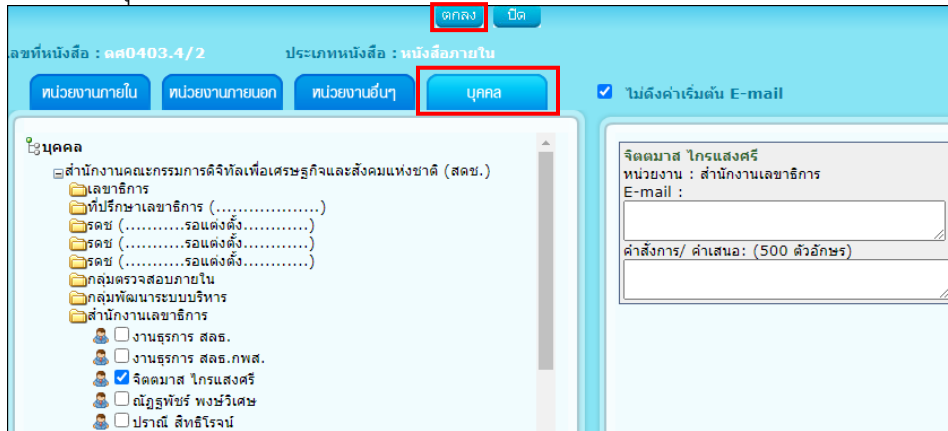 ตกลง ปิด
ลขที่หนังสือ : ดศ0403.4/2 ประเภทหนังสือ : หนังสือภายใน
หน่วยงานภายใน หน่วยงานภายนอก หน่วยงานอื่นๆ บุคคล
ไม่ดึงค่าเริ่มต้น E-mail
บุคคล
สำนักงานคณะกรรมการดิจิทัลเพื่อเศรษฐกิจและสังคมแห่งชาติ (สดช.)
เลขาธิการ
ที่ปรึกษาเลขาธิการ (...................)
รดช (..........รอแต่งตั้ง............)
รดช (..........รอแต่งตั้ง............)
รดช (..........รอแต่งตั้ง............)
กลุ่มตรวจสอบภายใน
กลุ่มพัฒนาระบบบริหาร
สำนักงานเลขาธิการ
งานธุรการ สลธ.
งานธุรการ สลธ.กพส.
จิตตมาส ไกรแสงศรี
ณัฏฐพัชร์ พงษ์วิเศษ
ปราณี สิทธิโรจน์
จิตตมาส ไกรแสงศรี
หน่วยงาน : สำนักงานเลขาธิการ
E-mail :
คำสั่งการ/ คำเสนอ: (500 ตัวอักษร)